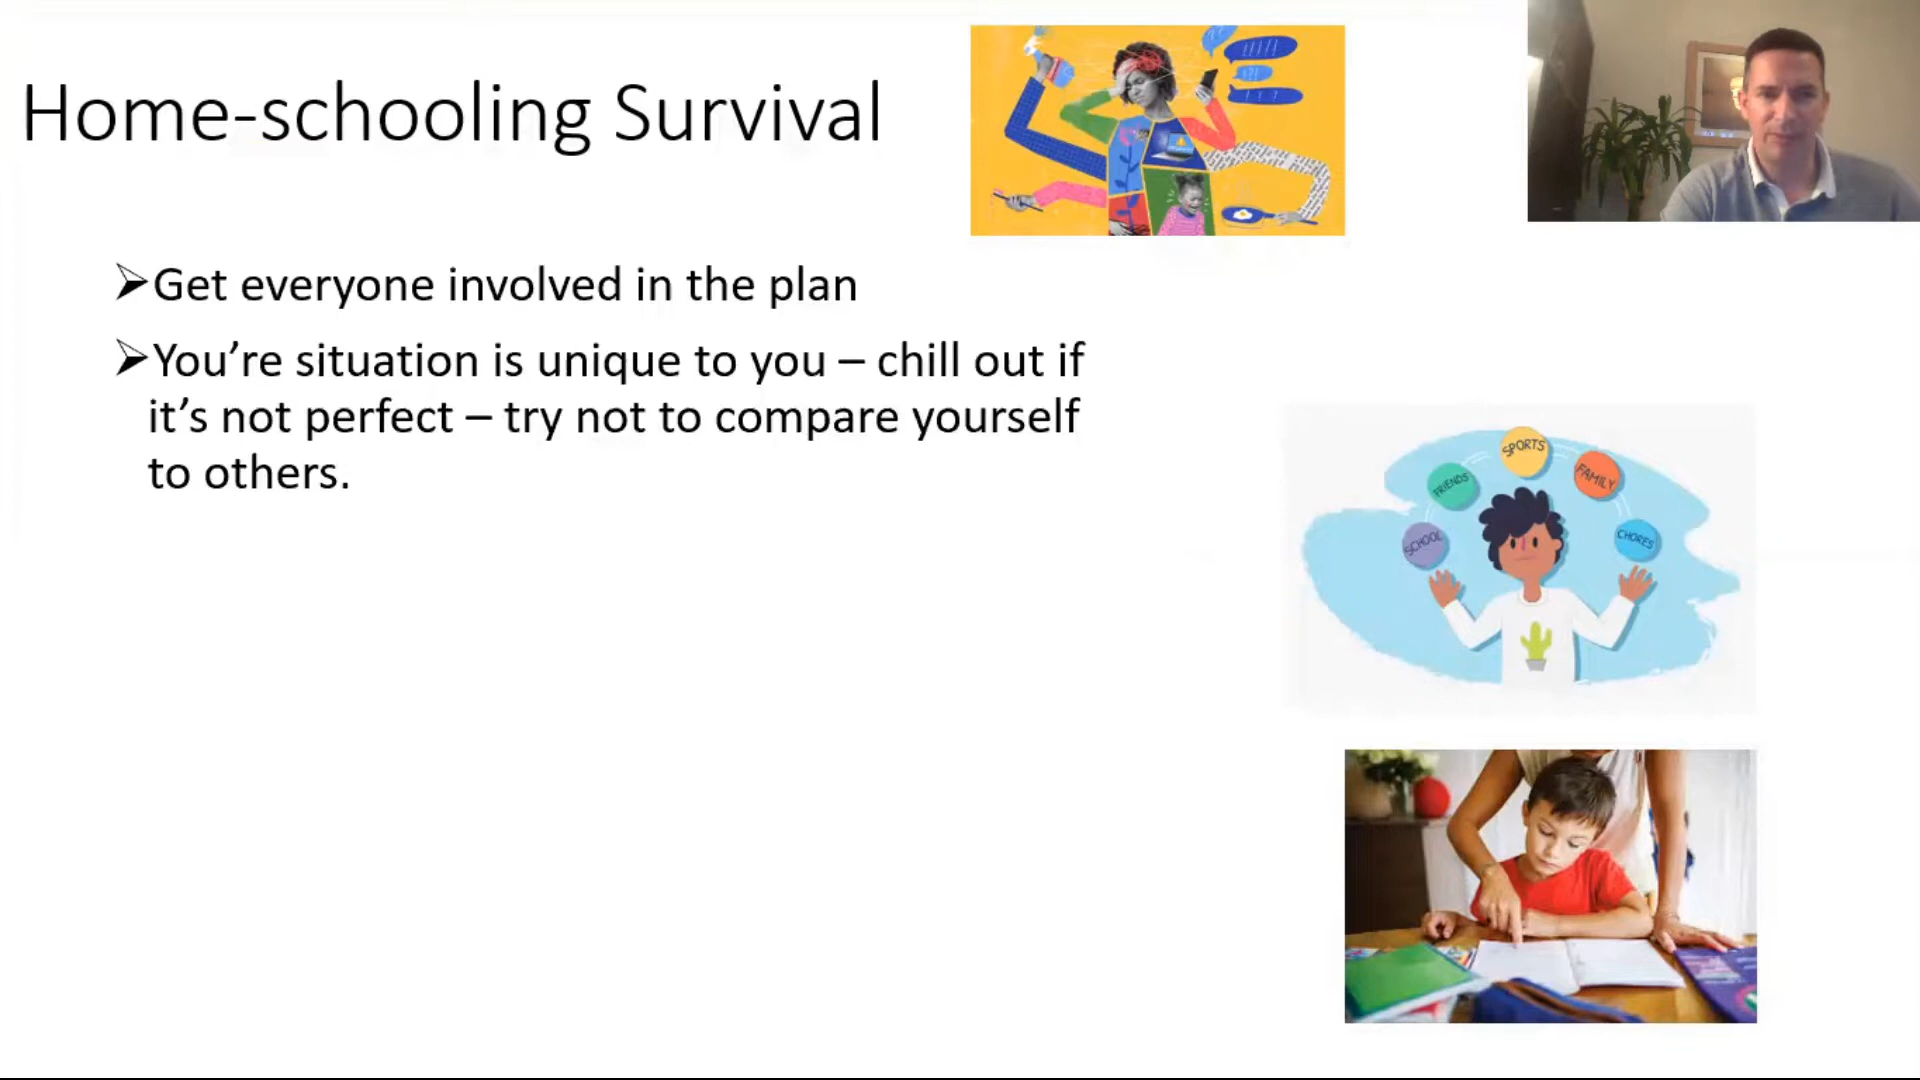 Home-schooling Survival
➢Get everyone involved in the plan
➢You’re situation is unique to you – chill out if
it’s not perfect – try not to compare yourself
to others.
SPORTS
FRIENDS
FAMILY
SCHOOL
CHORES